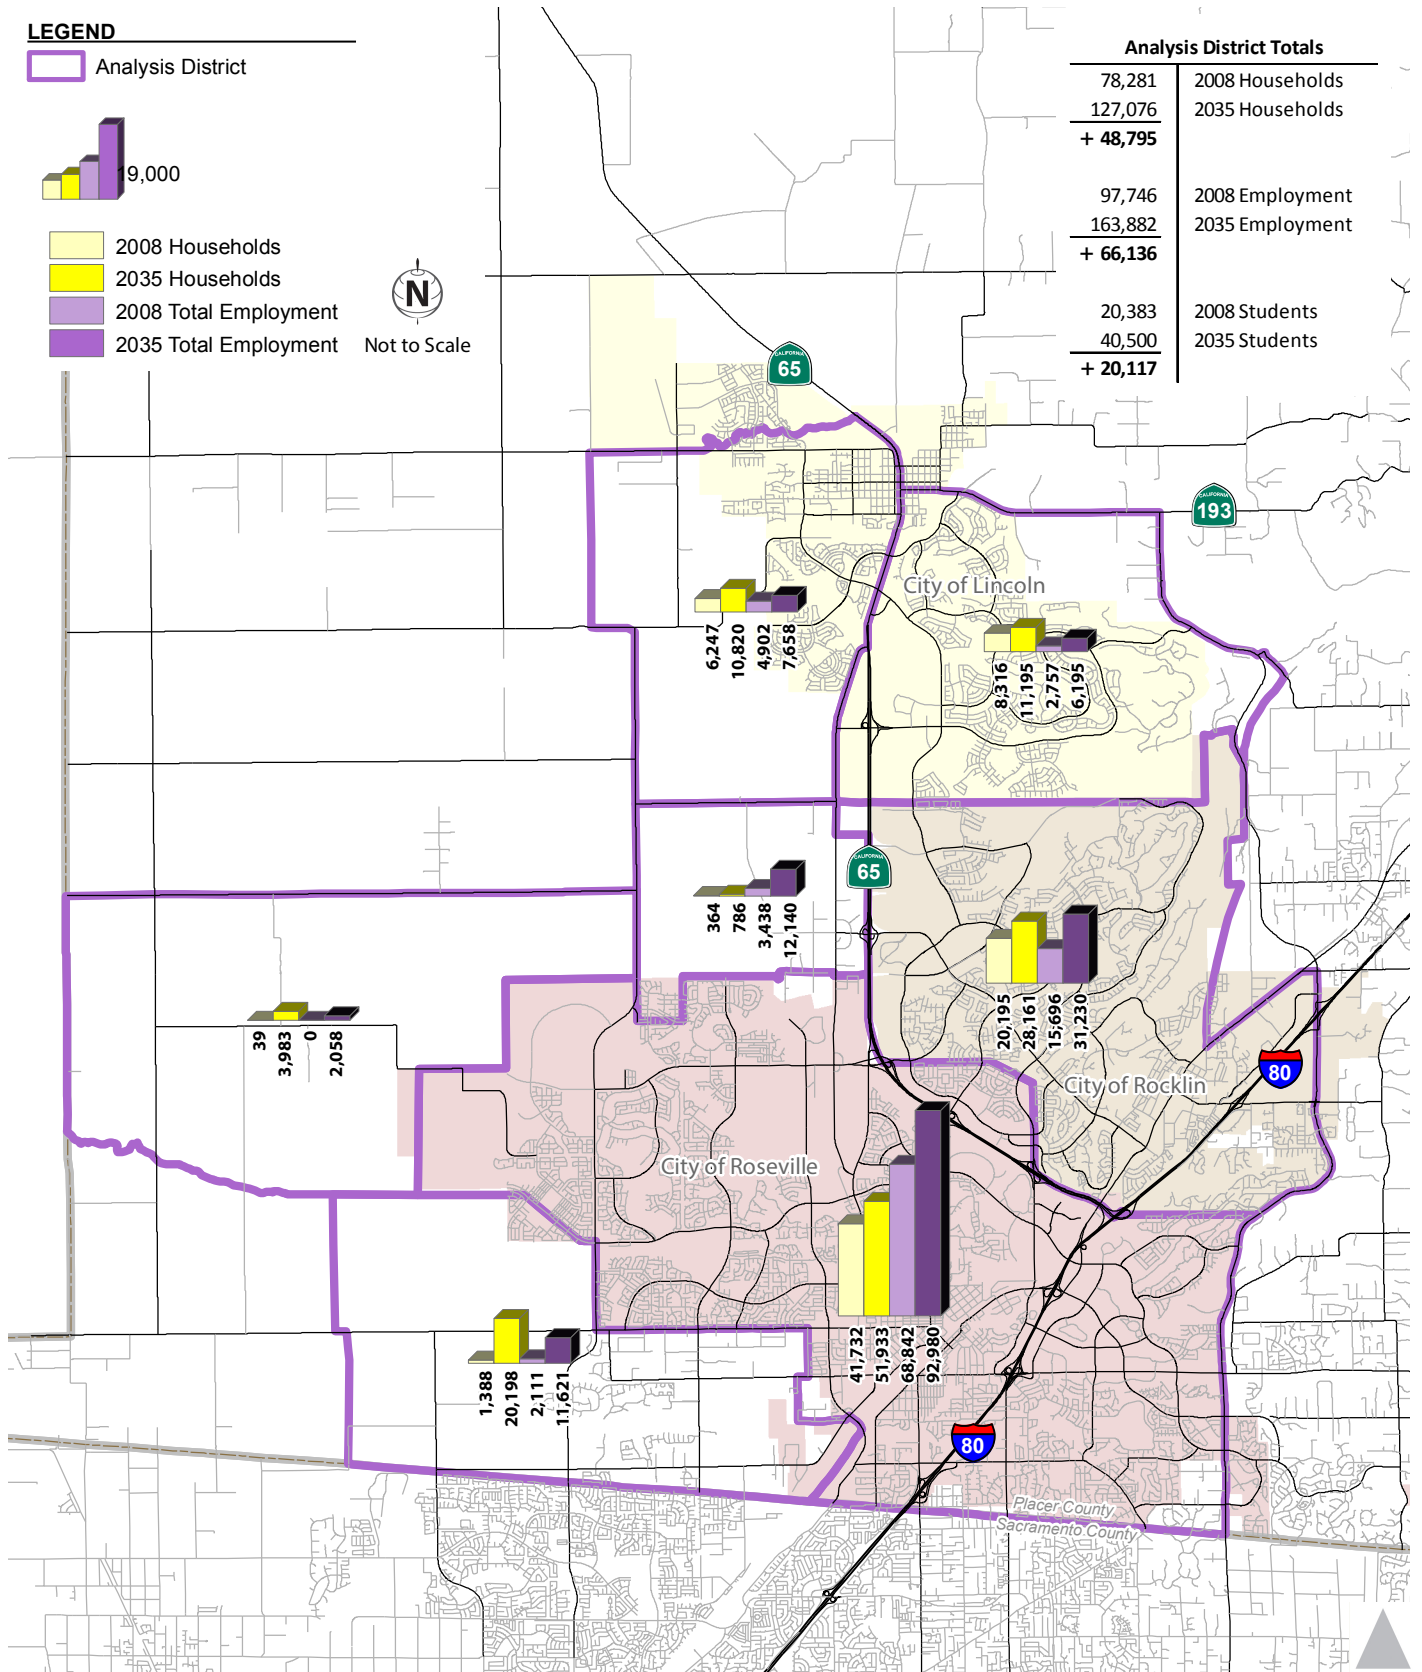 LEGEND
Analysis District
19,000
2008 Households
2035 Households
2008 Total Employment
2035 Total Employment
N
Not to Scale
Analysis District Totals
78,281 2008 Households
127,076 2035 Households
+ 48,795
97,746 2008 Employment
163,882 2035 Employment
+ 66,136
20,383 2008 Students
40,500 2035 Students
+ 20,117
CALIFORNIA
65
CALIFORNIA
193
City of Lincoln
6,247
10,820
4,902
7,658
8,316
11,195
2,757
6,195
CALIFORNIA
65
364
786
3,438
12,140
20,195
28,161
15,696
31,230
39
3,983
0
2,058
80
City of Rocklin
City of Roseville
41,732
51,933
68,842
92,980
1,388
20,198
2,111
11,621
80
Placer County
Sacramento County